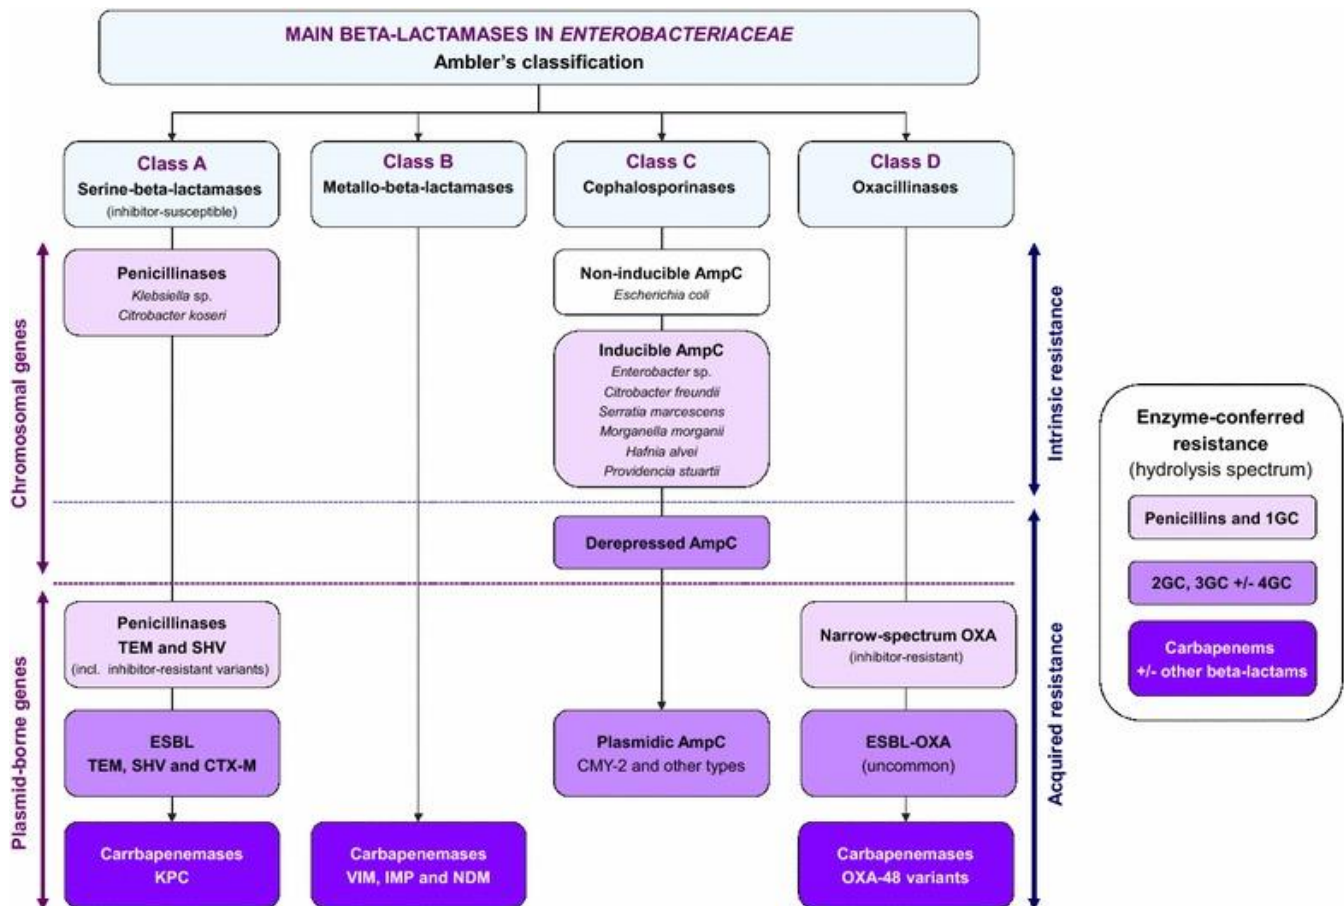 MAIN BETA-LACTAMASES IN ENTEROBACTERIACEAE
Ambler's classification
Class A
Serine-beta-lactamases
(inhibitor-susceptible)
Class B
Metallo-beta-lactamases
Class C
Cephalosporinases
Class D
Oxacillinases
Chromosomal genes
Penicillinases
Klebsiella sp.
Citrobacter koseri
Non-inducible AmpC
Escherichia coli
Inducible AmpC
Enterobacter sp.
Citrobacter freundii
Serratia marcescens
Morganella morganii
Hafnia alvei
Providencia stuartii
Intrinsic resistance
Derepressed AmpC
Plasmid-borne genes
Penicillinases
TEM and SHV
(incl. inhibitor-resistant variants)
Narrow-spectrum OXA
(inhibitor-resistant)
Acquired resistance
ESBL
TEM, SHV and CTX-M
Plasmidic AmpC
CMY-2 and other types
ESBL-OXA
(uncommon)
Carrbapenemases
KPC
Carbapenemases
VIM, IMP and NDM
Carbapenemases
OXA-48 variants
Enzyme-conferred
resistance
(hydrolysis spectrum)
Penicillins and 1GC
2GC, 3GC +/- 4GC
Carbapenems
+/- other beta-lactams